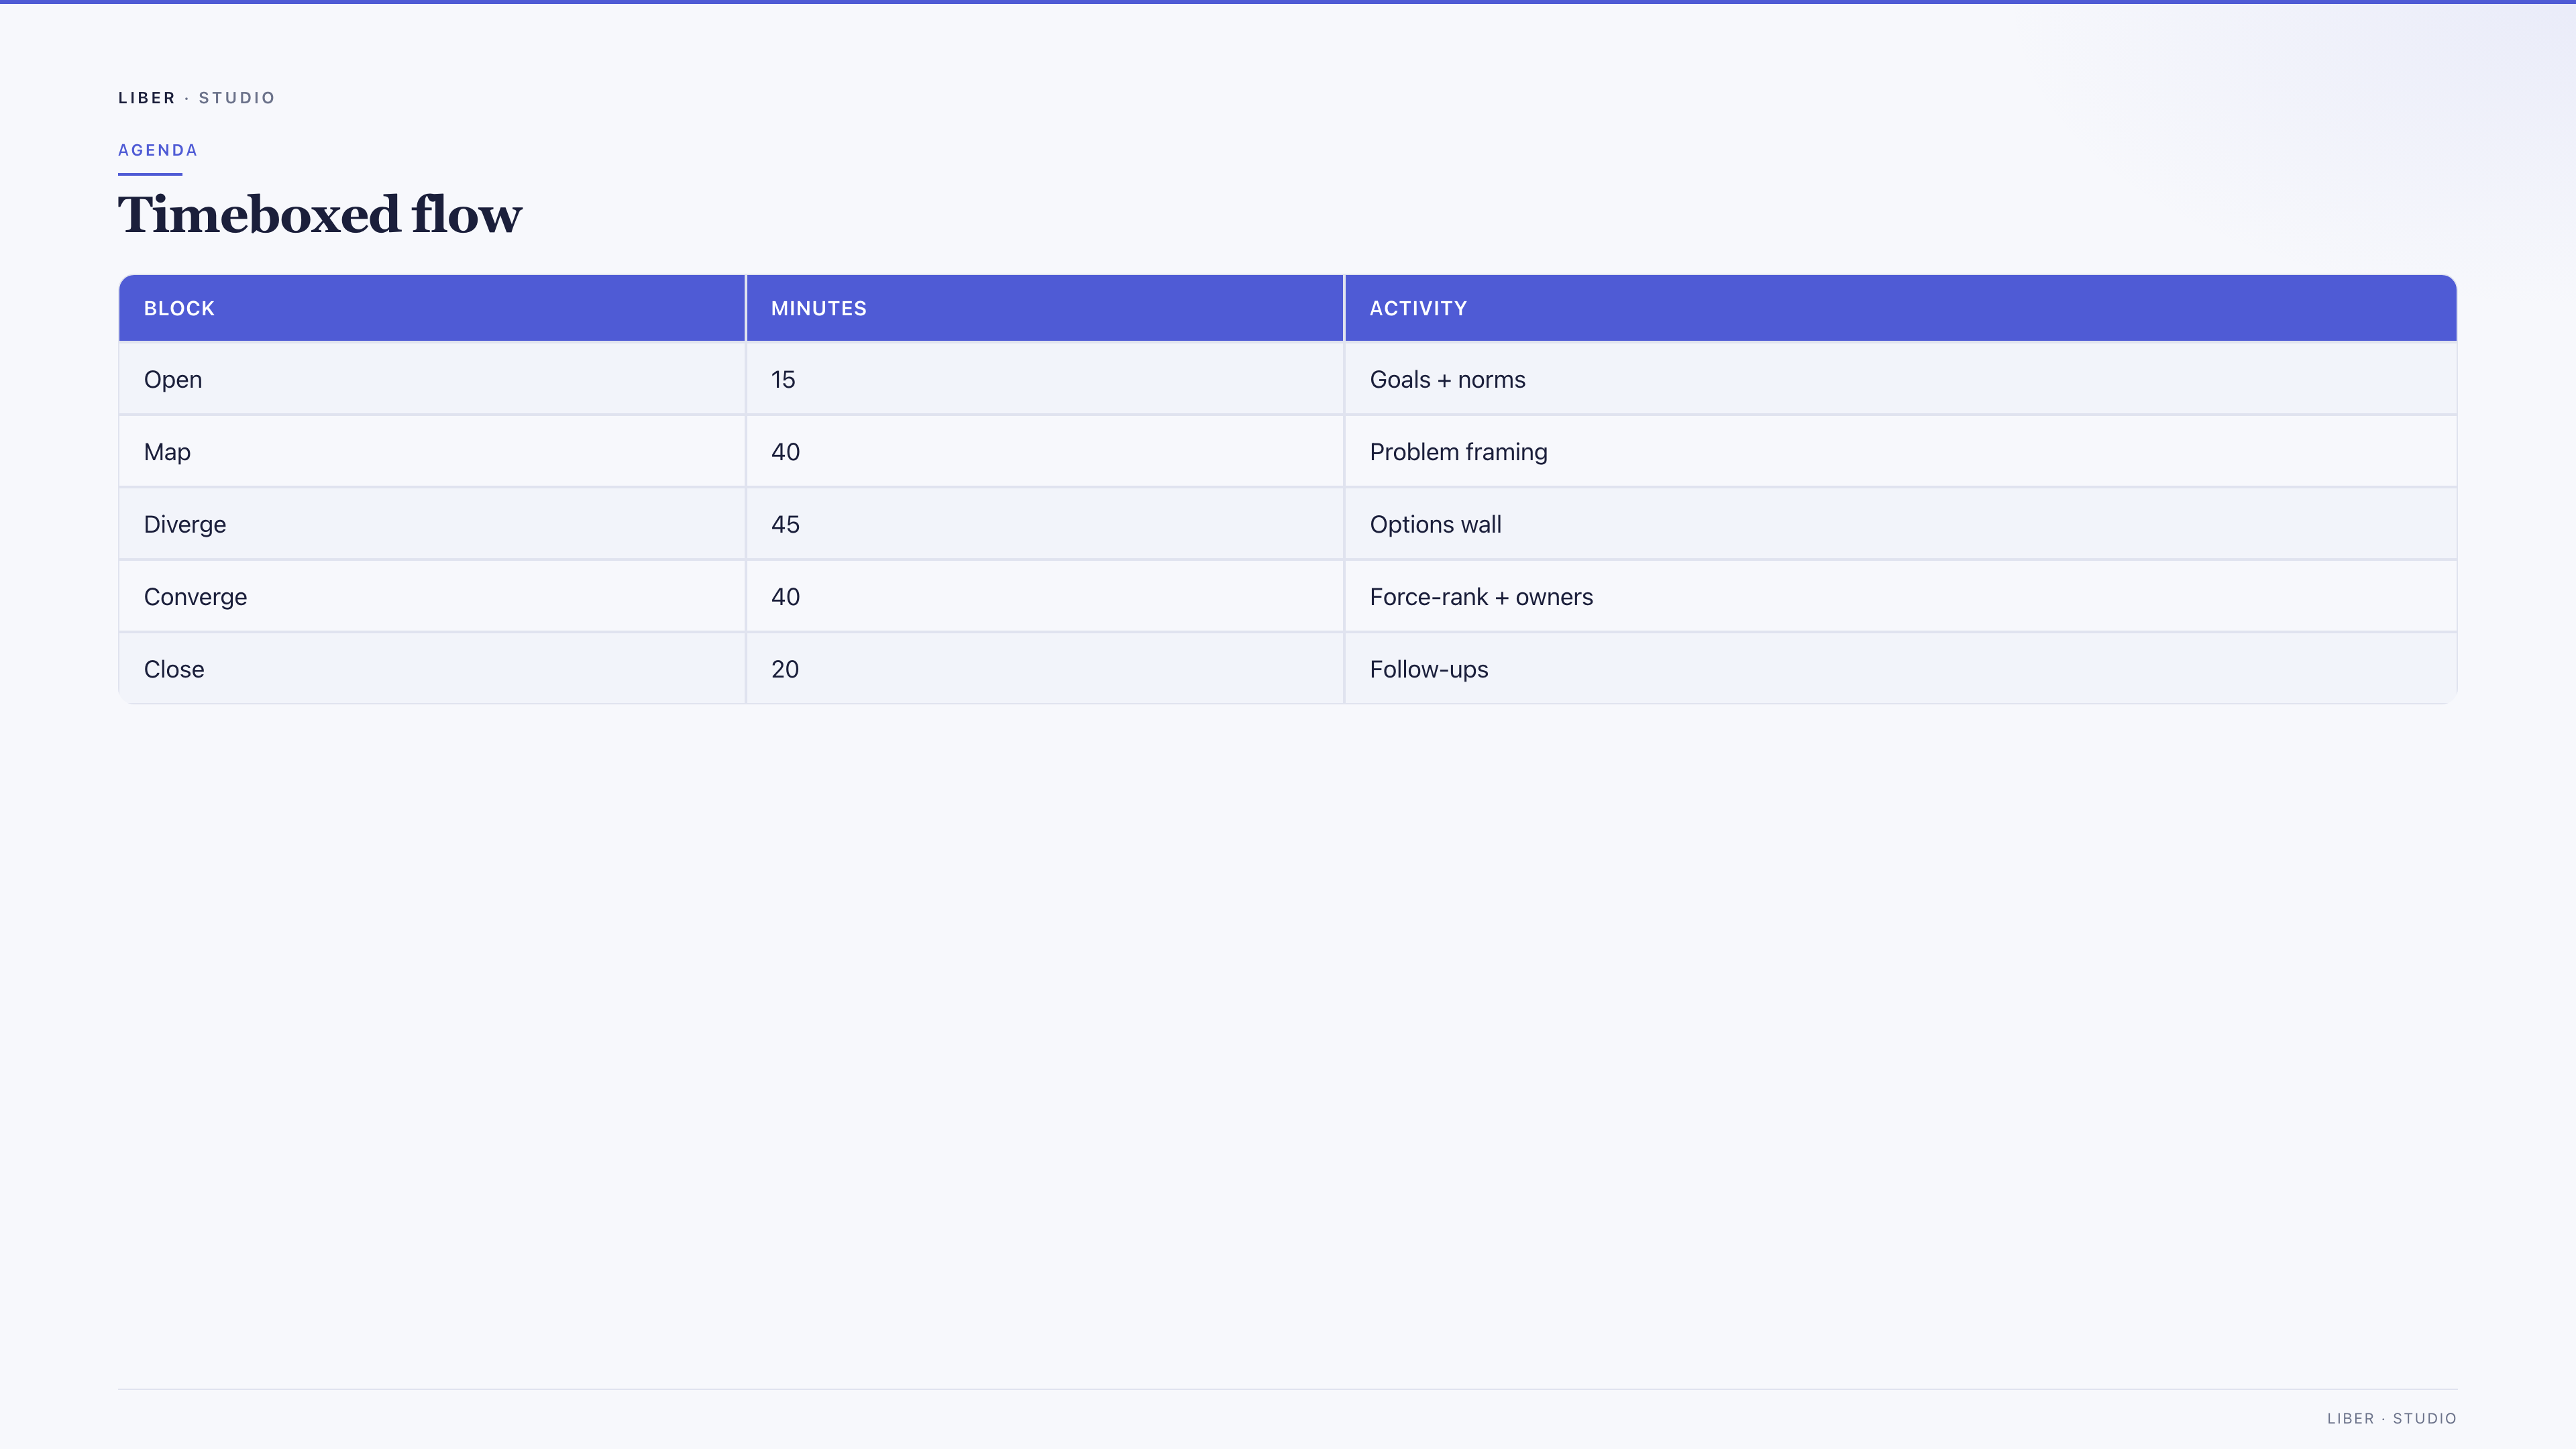 LIBER · STUDIO
AGENDA
Timeboxed flow
BLOCK MINUTES ACTIVITY
Open 15 Goals + norms
Map 40 Problem framing
Diverge 45 Options wall
Converge 40 Force-rank + owners
Close 20 Follow-ups
LIBER · STUDIO